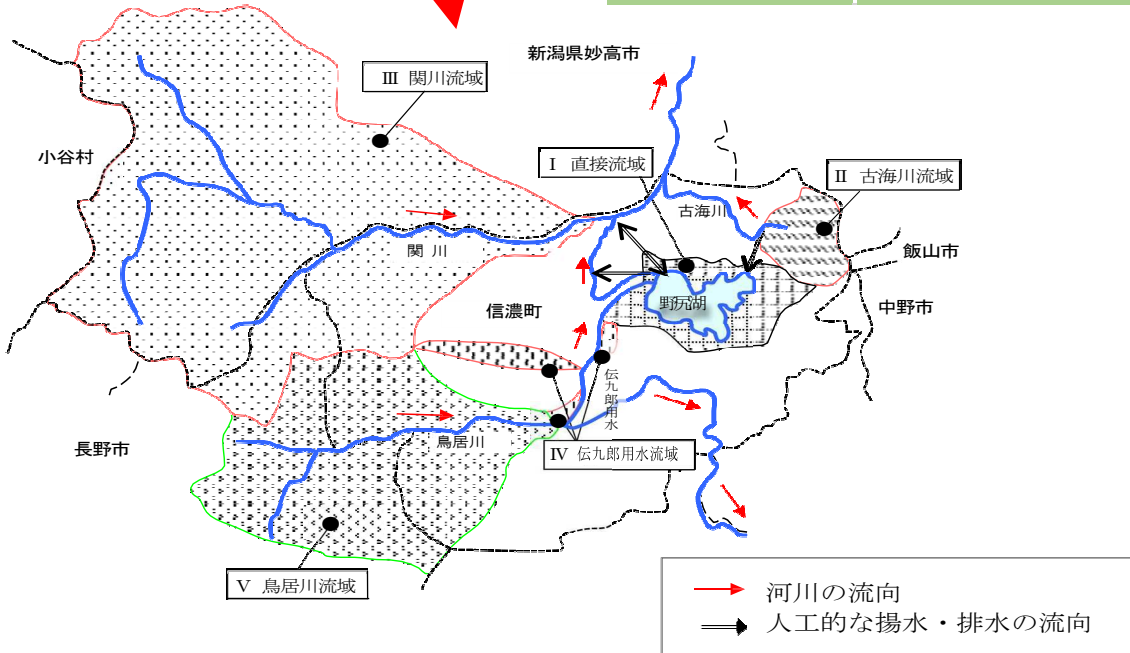 新潟県妙高市
Ⅲ 関川流域
小谷村
Ⅰ 直接流域
Ⅱ 古海川流域
古海川
関 川
飯山市
野尻湖
中野市
信濃町
伝九郎用水
鳥居川
長野市
Ⅳ 伝九郎用水流域
Ⅴ 鳥居川流域
河川の流向
人工的な揚水・排水の流向